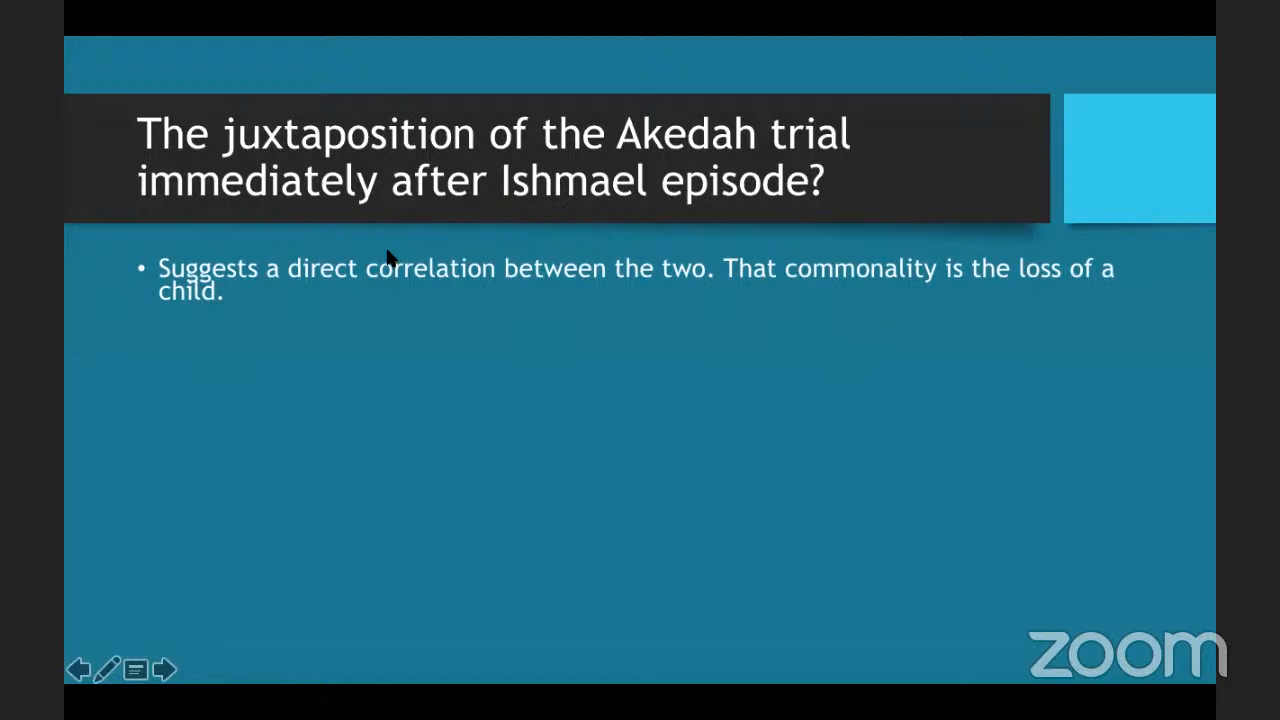 The juxtaposition of the Akedah trial
immediately after Ishmael episode?
• Suggests a direct correlation between the two. That commonality is the loss of a
child.
zoom